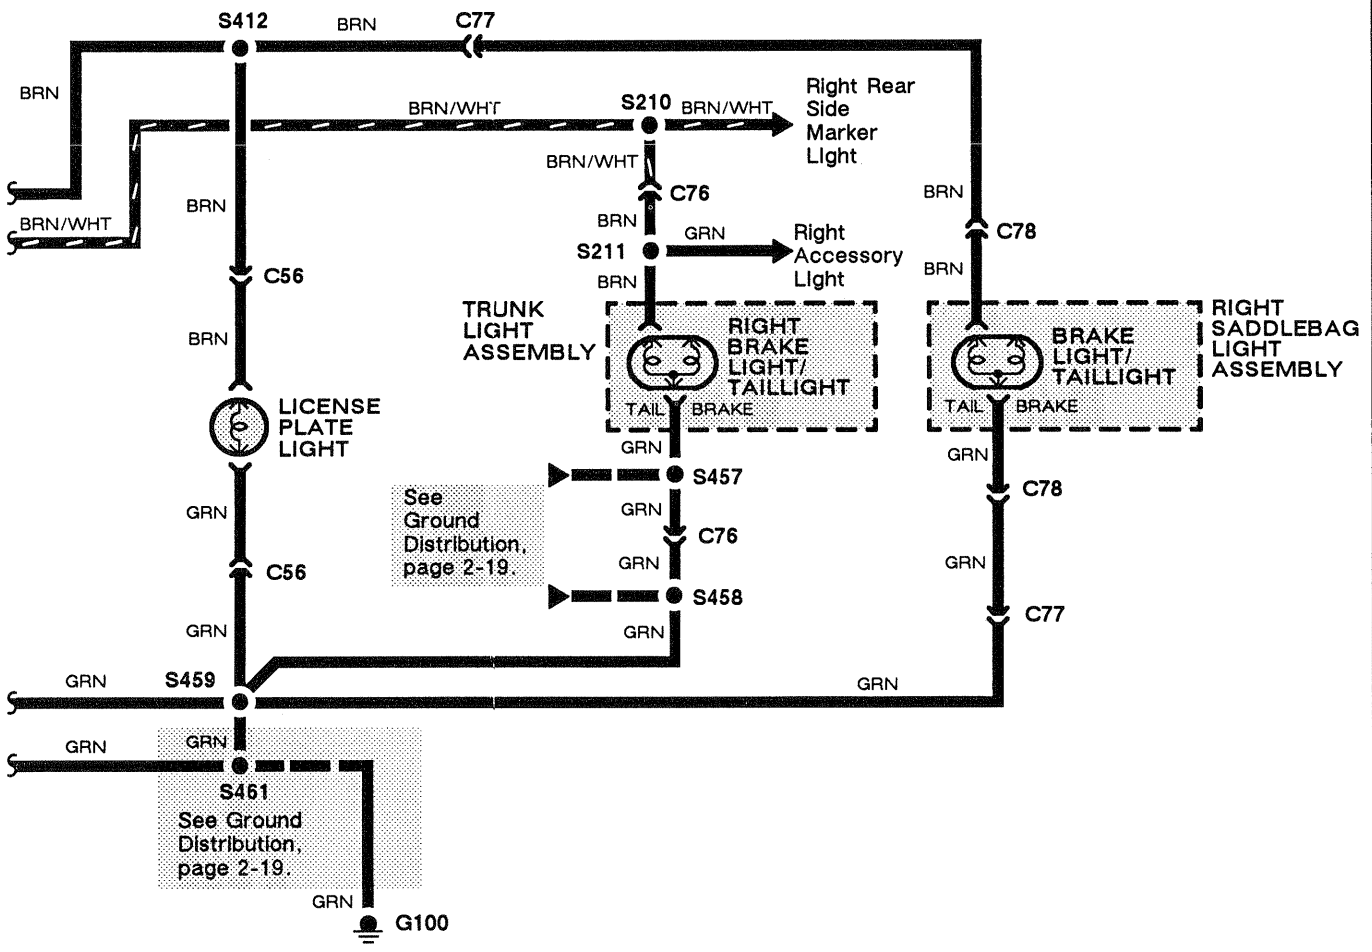 S412
BRN
C77
BRN
BRN/WHT
S210
BRN/WHT
Right Rear
Side
Marker
Light
BRN/WHT
C76
BRN
BRN
BRN
C78
BRN/WHT
BRN
S211
GRN
Right
Accessory
Light
BRN
BRN
C56
TRUNK
LIGHT
ASSEMBLY
RIGHT
BRAKE
LIGHT/
TAILLIGHT
TAIL
BRAKE
BRAKE
LIGHT/
TAILLIGHT
TAIL
BRAKE
RIGHT
SADDLEBAG
LIGHT
ASSEMBLY
BRN
LICENSE
PLATE
LIGHT
GRN
S457
GRN
C78
See
Ground
Distribution,
page 2-19.
GRN
GRN
C76
GRN
S458
GRN
C77
C56
GRN
GRN
GRN
S459
GRN
GRN
GRN
S461
See Ground
Distribution,
page 2-19.
GRN
G100